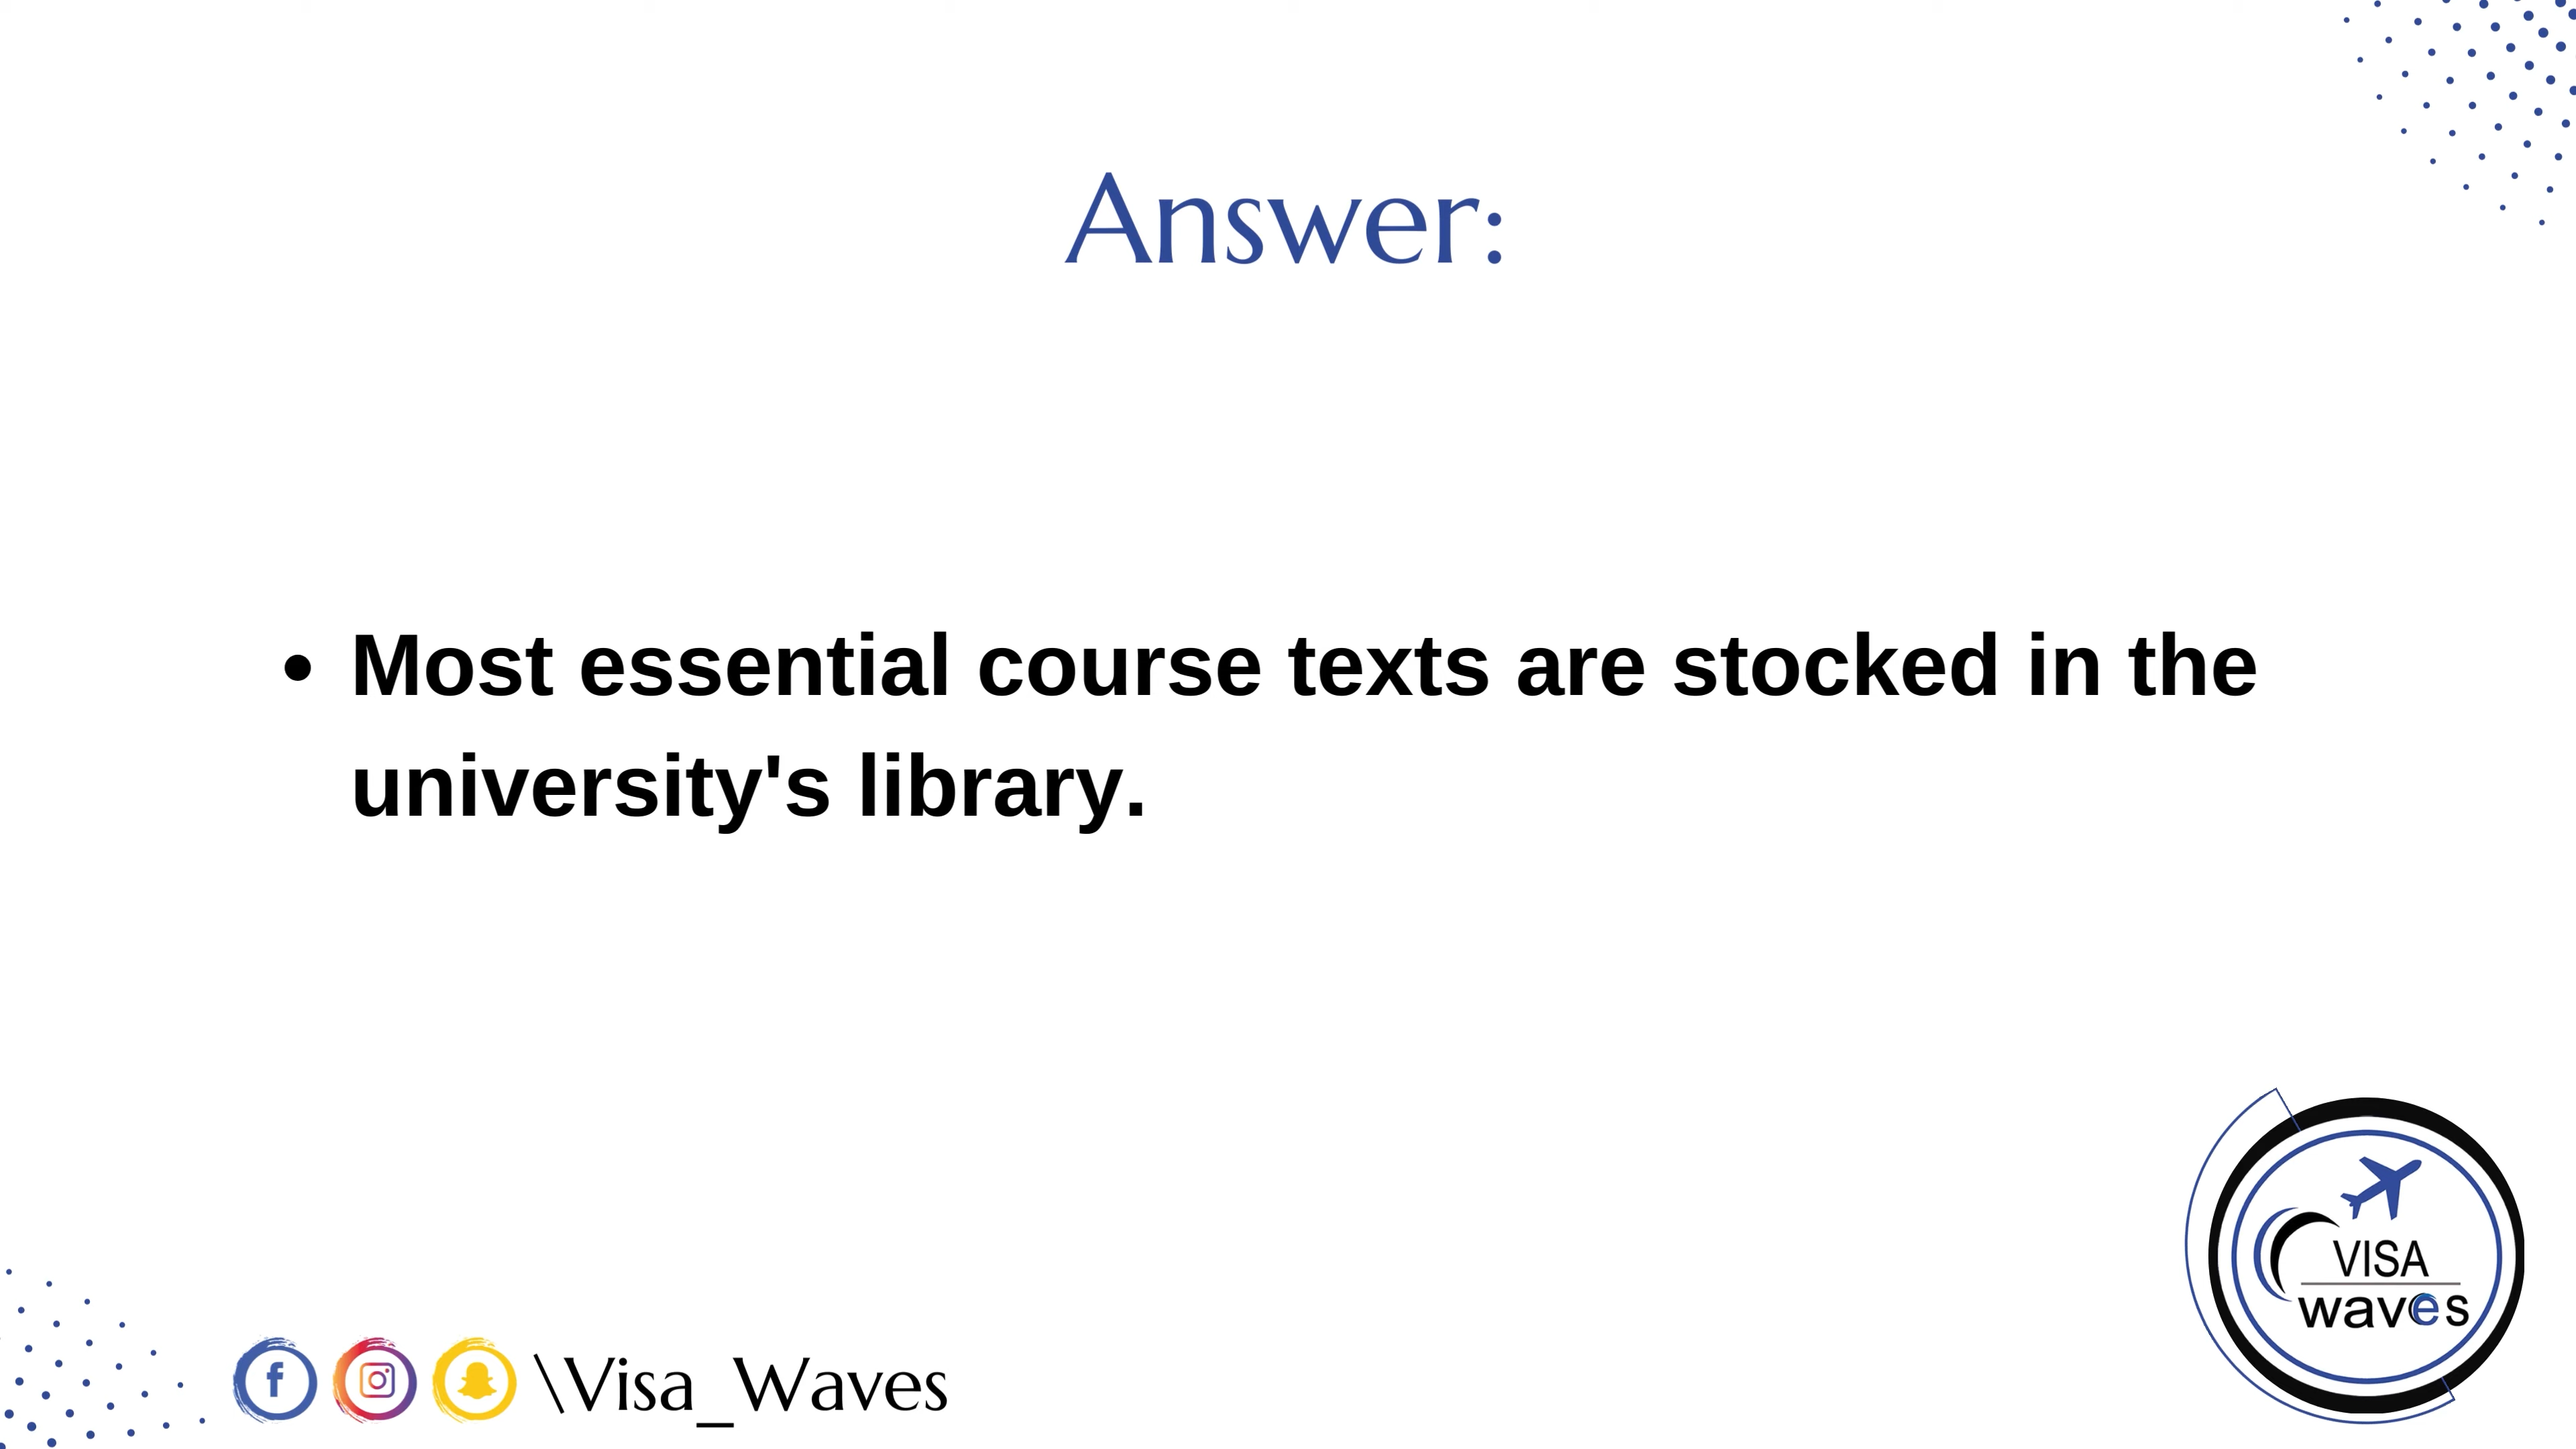 Answer:
• Most essential course texts are stocked in the
university's library.
VISA
waves
\Visa_Waves